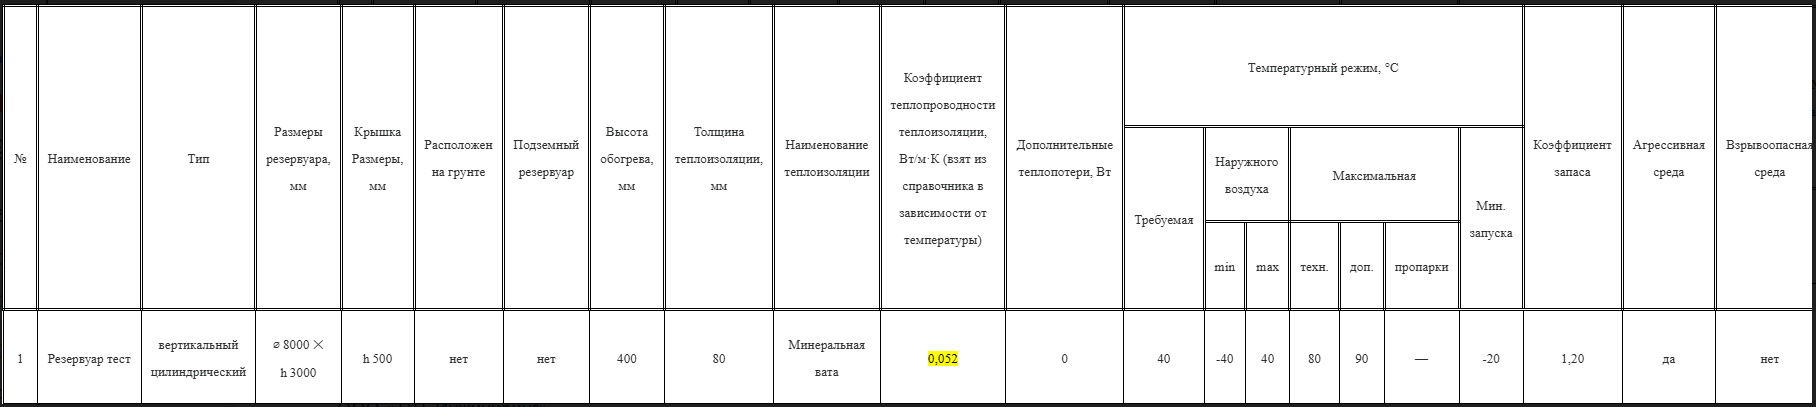 №
Наименование
Тип
Размеры
резервуара,
мм
Крышка
Размеры,
мм
Расположен
на грунте
Подземный
резервуар
Высота
обогрева,
мм
Толщина
теплоизоляции,
мм
Наименование
теплоизоляции
Коэффициент
теплопроводности
теплоизоляции,
Вт/м·К (взят из
справочника в
зависимости от
температуры)
Дополнительные
теплопотери, Вт
Температурный режим, °C
Требуемая
Наружного
воздуха
min
max
Максимальная
техн.
доп.
пропарки
Мин.
запуска
Коэффициент
запаса
Агрессивная
среда
Взрывоопасная
среда
1
Резервуар тест
вертикальный
цилиндрический
⌀ 8000 ×
h 3000
h 500
нет
нет
400
80
Минеральная
вата
0,052
0
40
-40
40
80
90
—
-20
1,20
да
нет